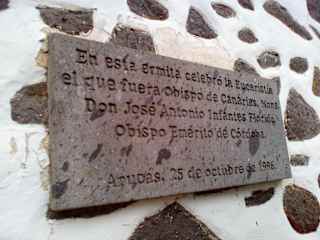 En esta Ermita celebró la Eucaristía
el que fuera Obispo de Canarias, Mons.
Don José Antonio Infantes Florido
Obispo Emérito de Córdoba.
25 de octubre de 1998.